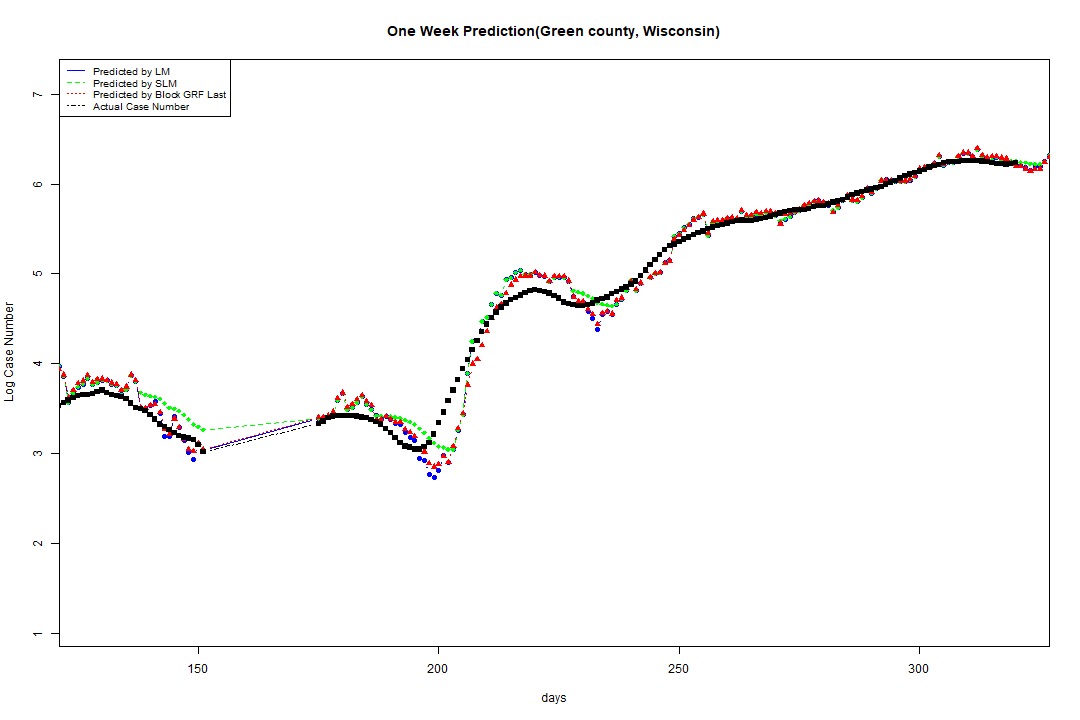 One Week Prediction(Green county, Wisconsin)
Predicted by LM
Predicted by SLM
Predicted by Block GRF Last
Actual Case Number
7
6
5
4
3
2
1
Log Case Number
150 200 250 300
days